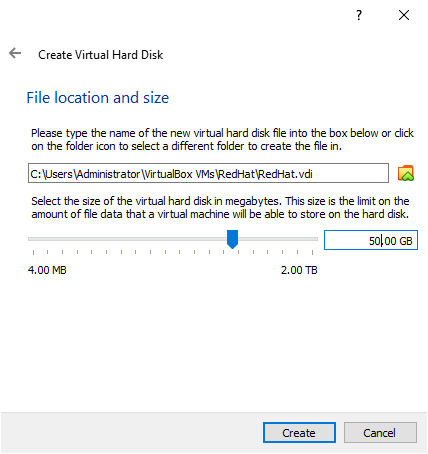 ?
Create Virtual Hard Disk
File location and size
Please type the name of the new virtual hard disk file into the box below or click
on the folder icon to select a different folder to create the file in.
C:\Users\Administrator\VirtualBox VMs\RedHat\RedHat.vdi
Select the size of the virtual hard disk in megabytes. This size is the limit on the
amount of file data that a virtual machine will be able to store on the hard disk.
50.00 GB
4.00 MB 2.00 TB
Create Cancel